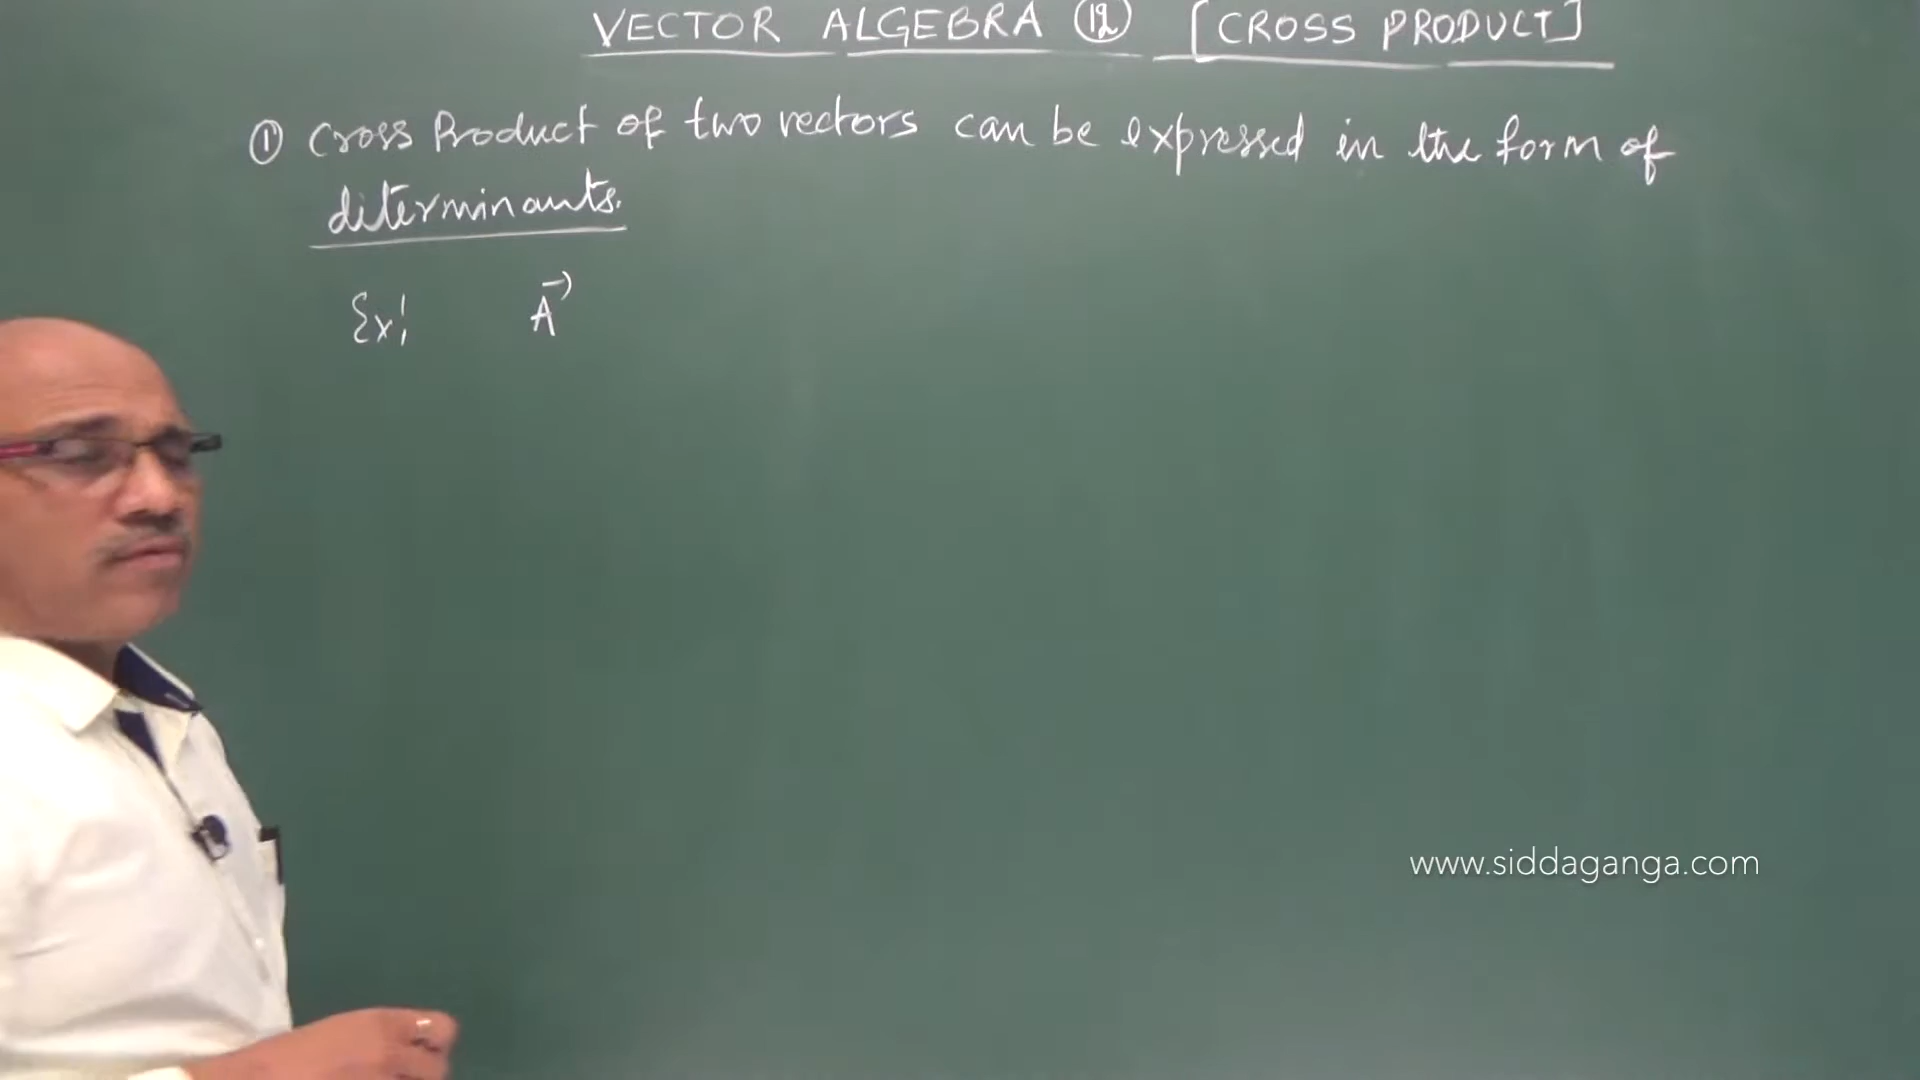 VECTOR ALGEBRA ⑫ [CROSS PRODUCT]
① Cross Product of two vectors can be expressed in the form of
diterminants.
Ex: A→
www.siddaganga.com